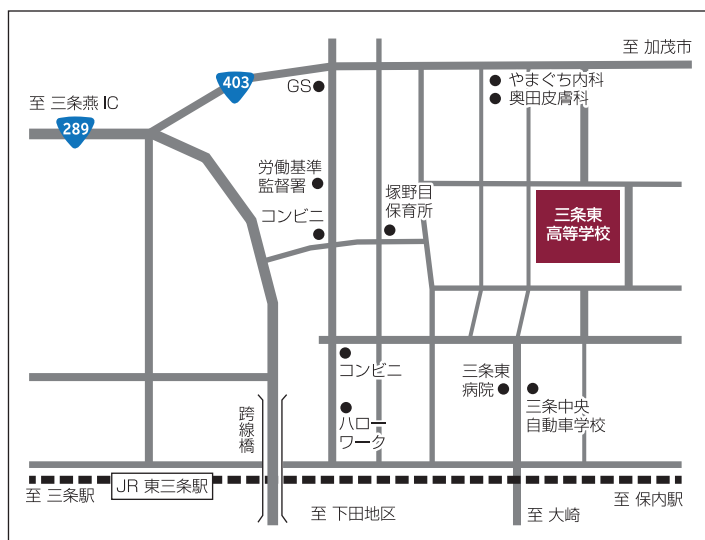 至 加茂市
403
GS
やまぐち内科
奥田皮膚科
至 三条燕IC
289
労働基準
監督署
塚野目
保育所
コンビニ
三条東
高等学校
コンビニ
三条東
病院
三条中央
自動車学校
跨線橋
ハロー
ワーク
至 三条駅
JR 東三条駅
至 保内駅
至 下田地区
至 大崎